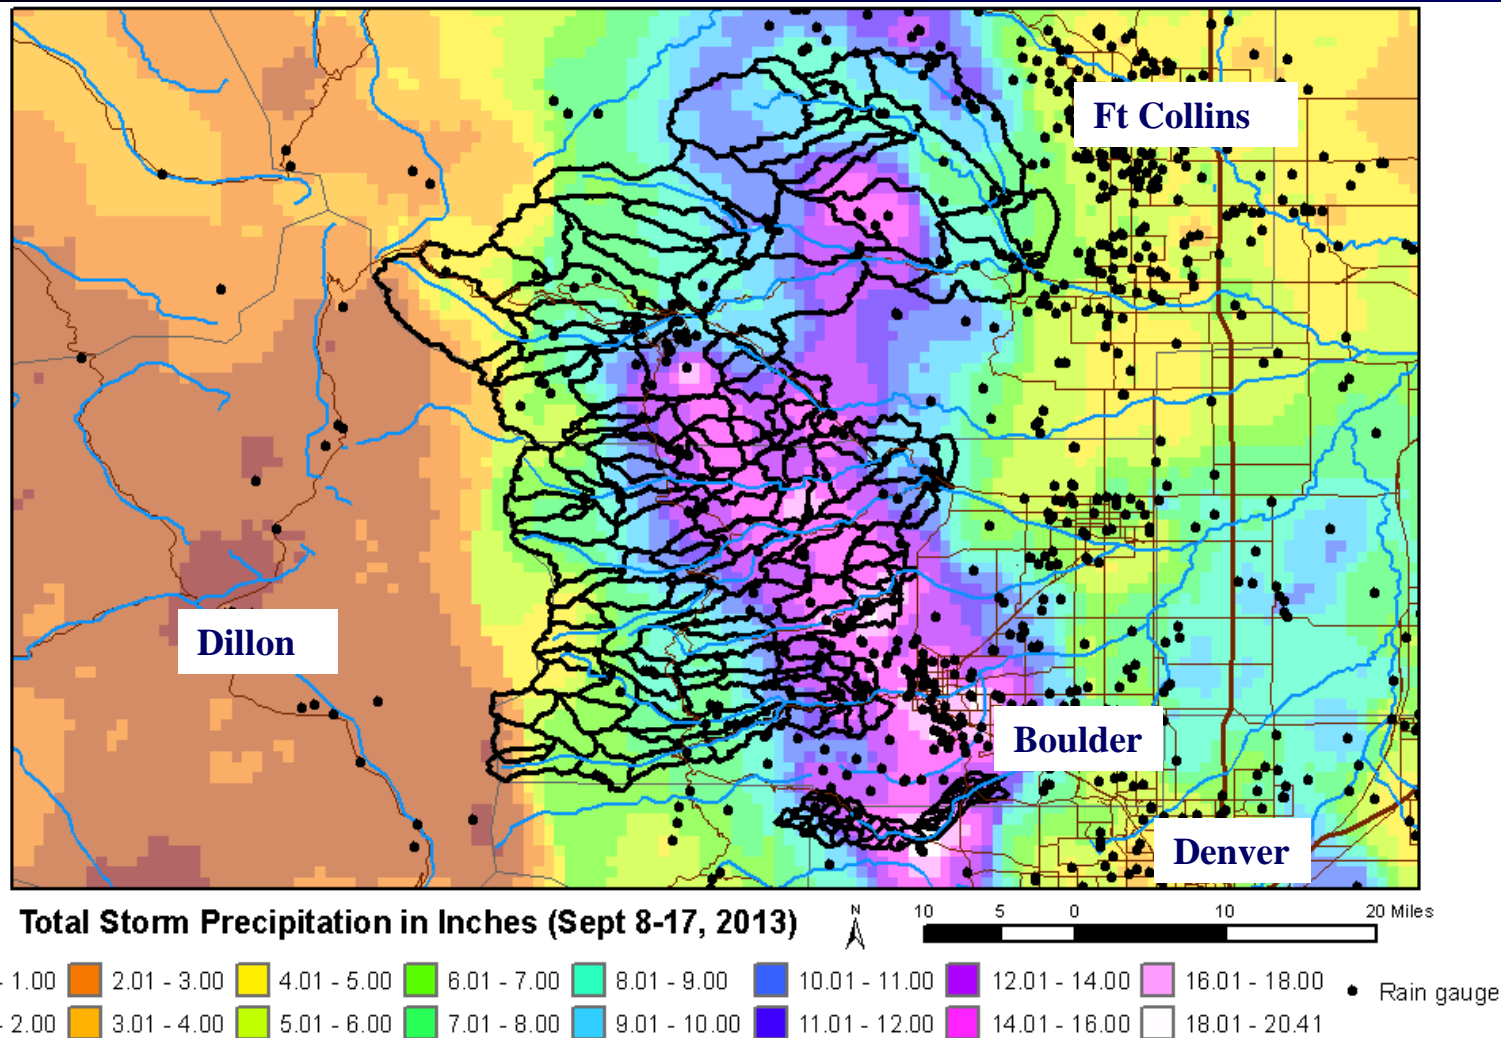 Ft Collins
Dillon
Boulder
Denver
Total Storm Precipitation in Inches (Sept 8-17, 2013)
N
10 5 0 10 20 Miles
- 1.00 2.01 - 3.00 4.01 - 5.00 6.01 - 7.00 8.01 - 9.00 10.01 - 11.00 12.01 - 14.00 16.01 - 18.00 Rain gauge
- 2.00 3.01 - 4.00 5.01 - 6.00 7.01 - 8.00 9.01 - 10.00 11.01 - 12.00 14.01 - 16.00 18.01 - 20.41